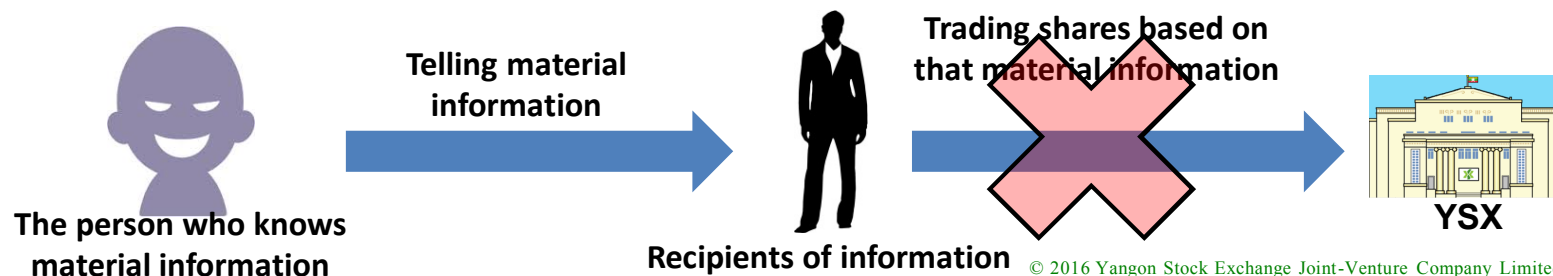 Telling material
information
Trading shares based on
that material information
The person who knows
material information
Recipients of information
YSX
© 2016 Yangon Stock Exchange Joint-Venture Company Limite